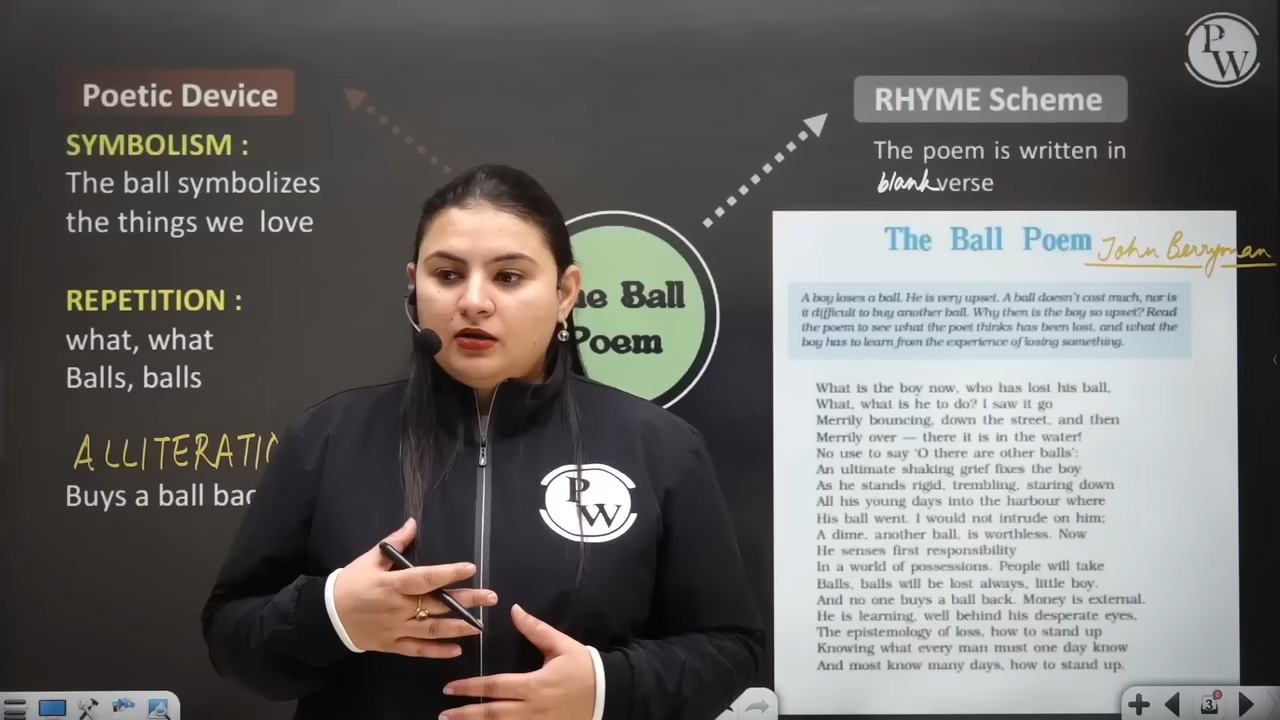 Poetic Device
SYMBOLISM :
The ball symbolizes
the things we love
REPETITION :
what, what
Balls, balls
ALLITERATI
Buys a ball bac
he Ball
Poem
RHYME Scheme
The poem is written in
blank verse
PW
The Ball Poem John Berryman
A boy loses a ball. He is very upset. A ball doesn't cost much, nor is
it difficult to buy another ball. Why then is the boy so upset? Read
the poem to see what the poet thinks has been lost, and what the
boy has to learn from the experience of losing something.
What is the boy now, who has lost his ball,
What, what is he to do? I saw it go
Merrily bouncing, down the street, and then
Merrily over — there it is in the water!
No use to say 'O there are other balls':
An ultimate shaking grief fixes the boy
As he stands rigid, trembling, staring down
All his young days into the harbour where
His ball went. I would not intrude on him;
A dime, another ball, is worthless. Now
He senses first responsibility
In a world of possessions. People will take
Balls, balls will be lost always, little boy.
And no one buys a ball back. Money is external.
He is learning, well behind his desperate eyes,
The epistemology of loss, how to stand up
Knowing what every man must one day know
And most know many days, how to stand up.
PW
3